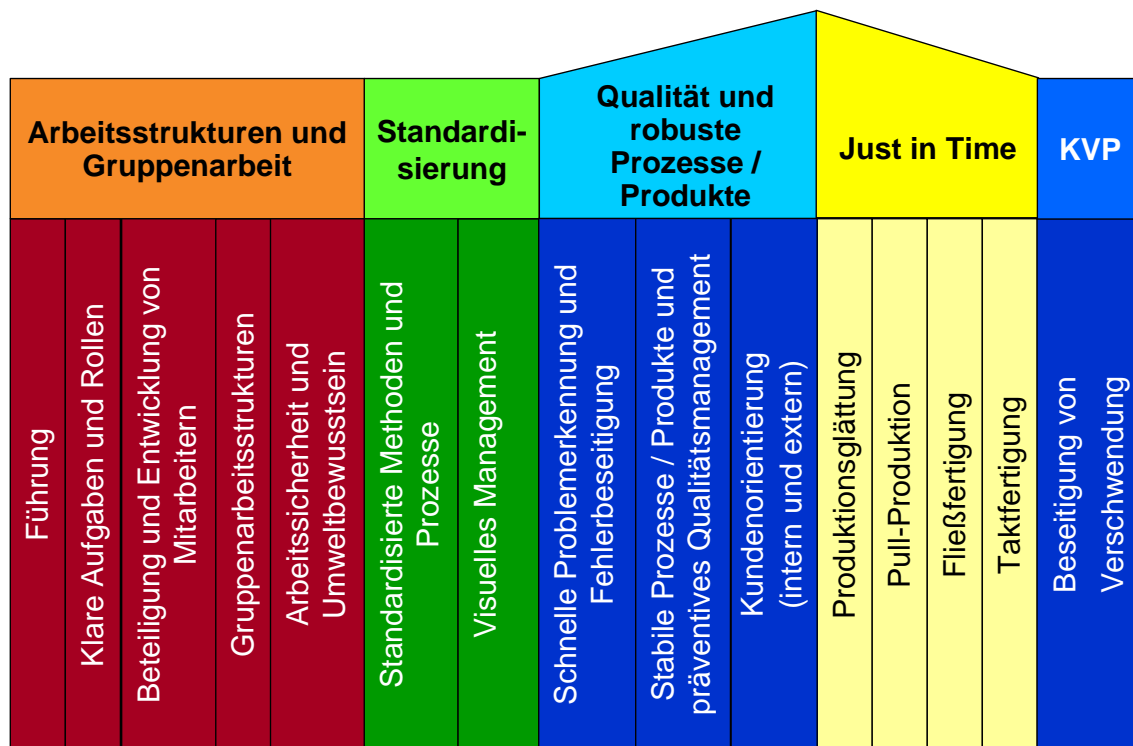 Arbeitsstrukturen und
Gruppenarbeit
Standardi-
sierung
Qualität und
robuste
Prozesse /
Produkte
Just in Time
KVP
Führung
Klare Aufgaben und Rollen
Beteiligung und Entwicklung von
Mitarbeitern
Gruppenarbeitsstrukturen
Arbeitssicherheit und
Umweltbewusstsein
Standardisierte Methoden und
Prozesse
Visuelles Management
Schnelle Problemerkennung und
Fehlerbeseitigung
Stabile Prozesse / Produkte und
präventives Qualitätsmanagement
Kundenorientierung
(intern und extern)
Produktionsglättung
Pull-Produktion
Fließfertigung
Taktfertigung
Beseitigung von
Verschwendung